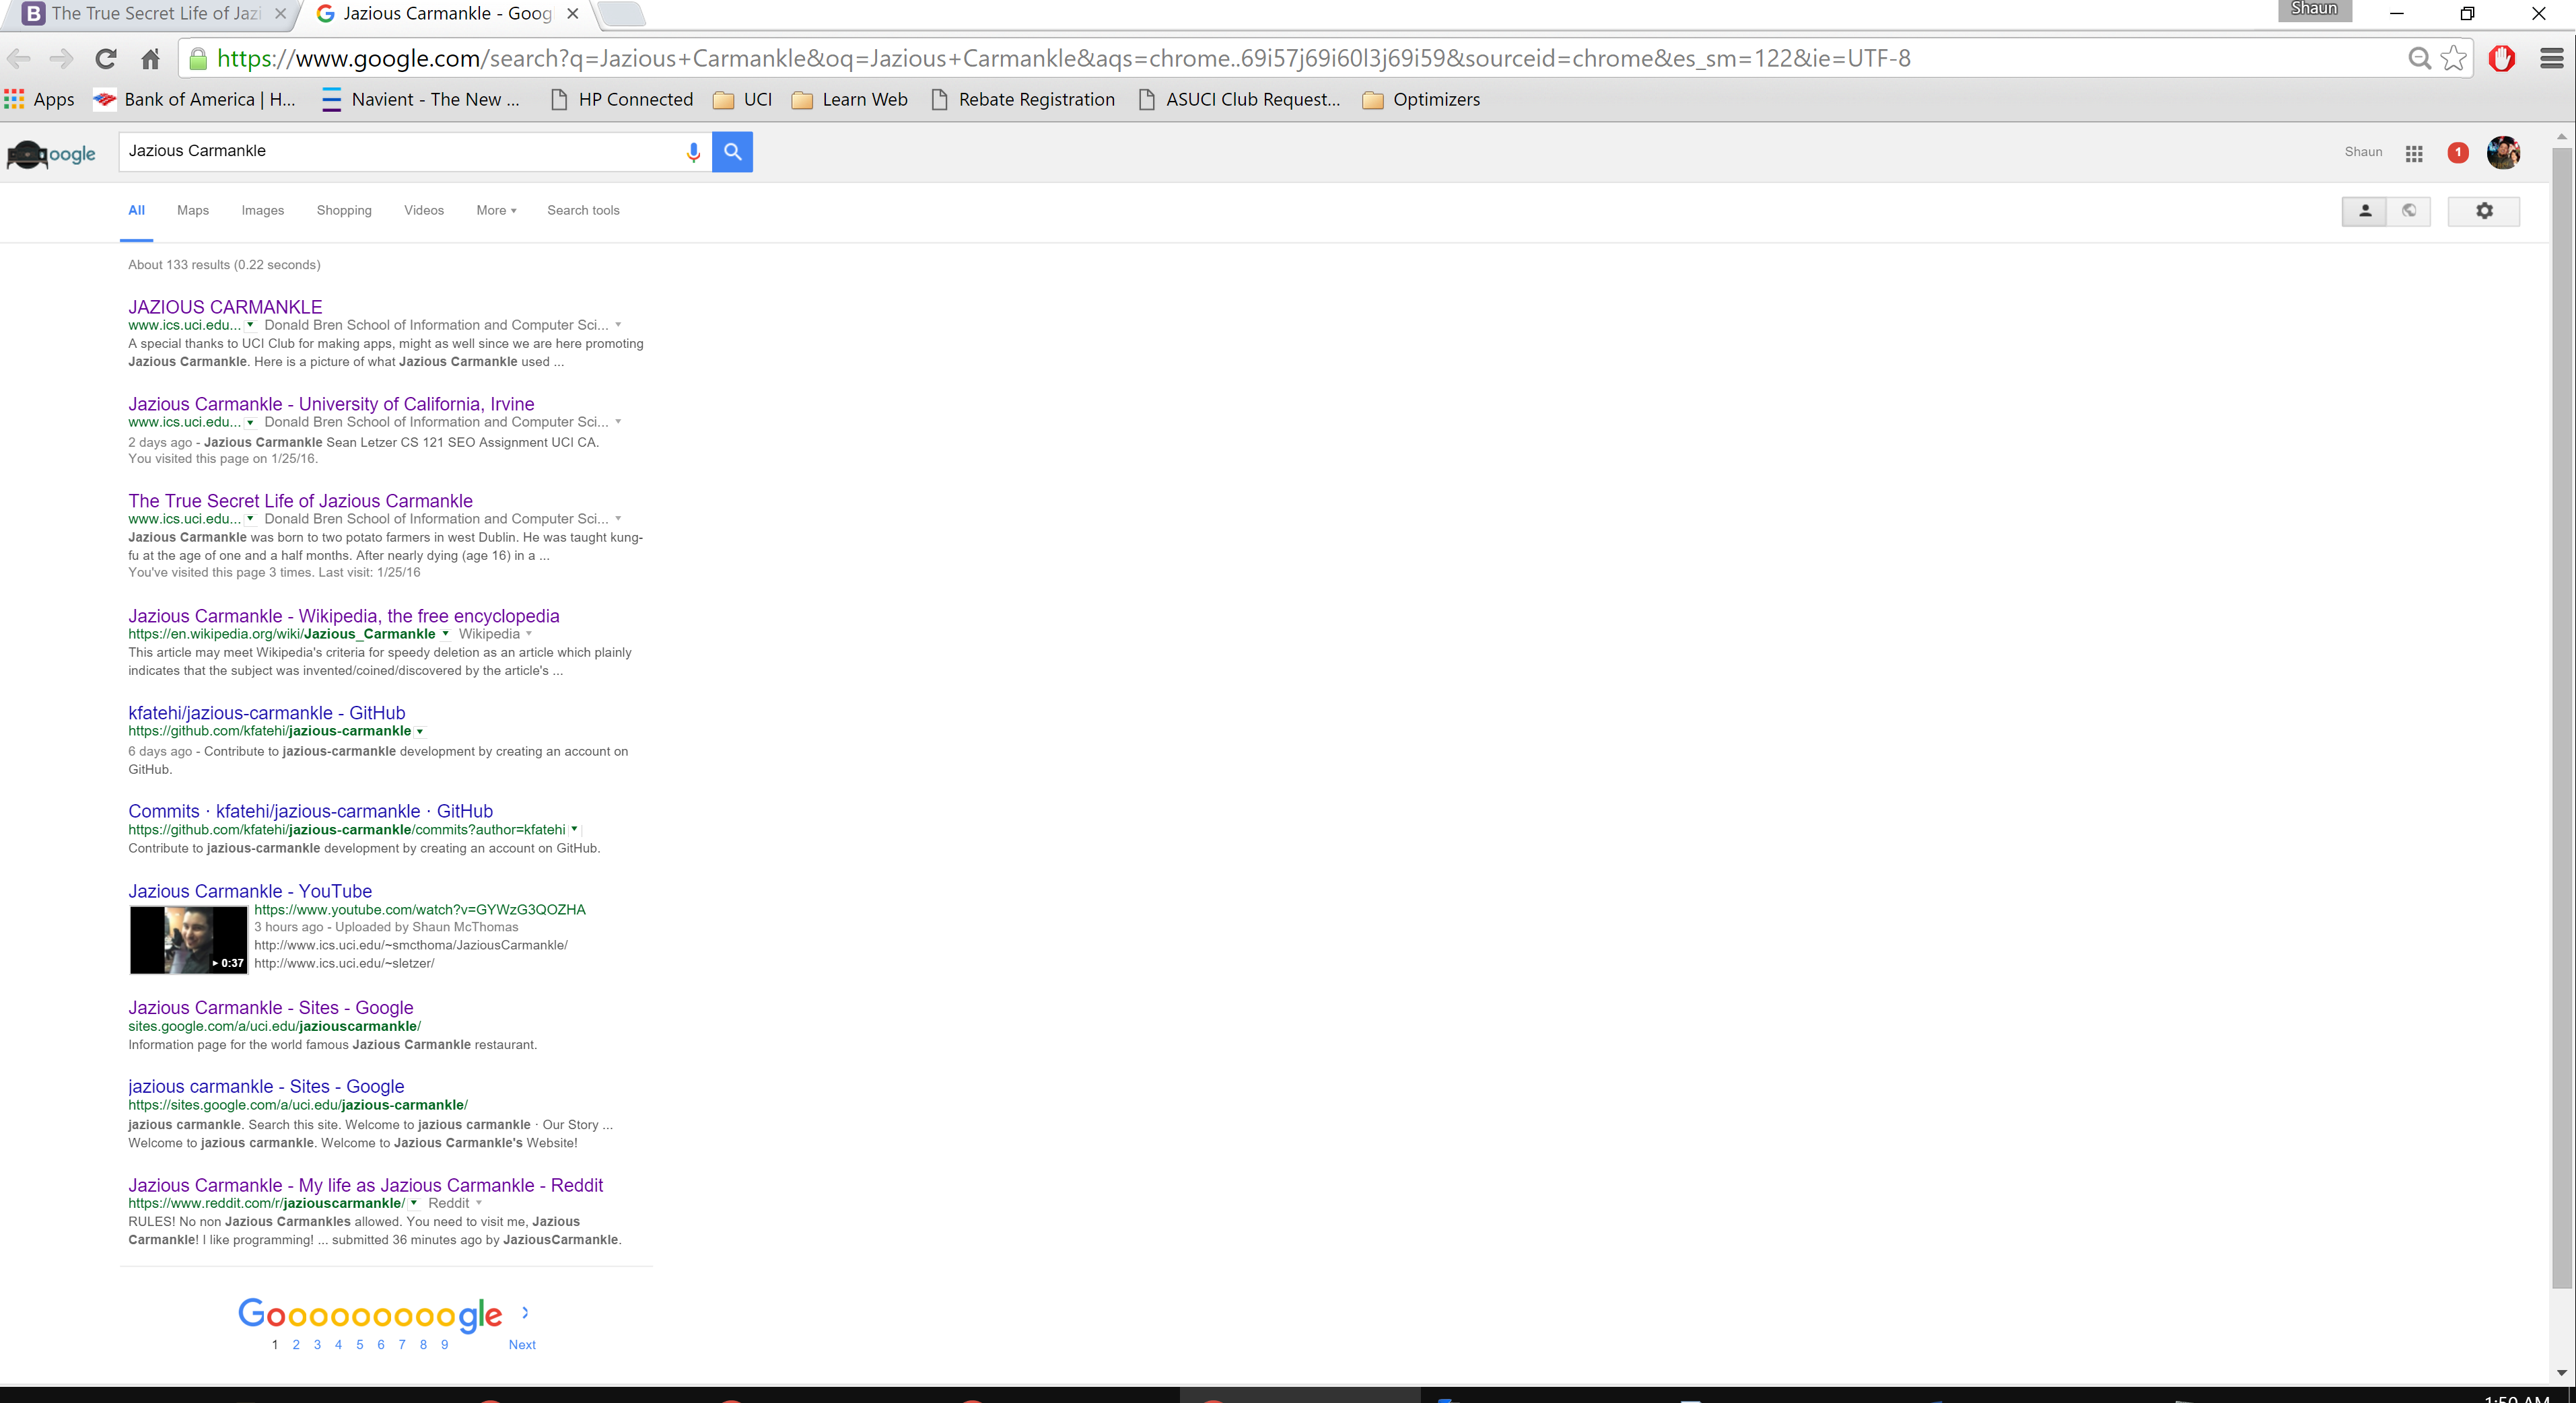 The True Secret Life of Jazi
Jazious Carmankle - Goog
Shaun
https://www.google.com/search?q=Jazious+Carmankle&oq=Jazious+Carmankle&aqs=chrome..69i57j69i60l3j69i59&sourceid=chrome&es_sm=122&ie=UTF-8
Apps Bank of America | H... Navient - The New ... HP Connected UCI Learn Web Rebate Registration ASUCI Club Request... Optimizers
oogle Jazious Carmankle Shaun 1
All Maps Images Shopping Videos More Search tools
About 133 results (0.22 seconds)
JAZIOUS CARMANKLE
www.ics.uci.edu... Donald Bren School of Information and Computer Sci...
A special thanks to UCI Club for making apps, might as well since we are here promoting
Jazious Carmankle. Here is a picture of what Jazious Carmankle used ...
Jazious Carmankle - University of California, Irvine
www.ics.uci.edu... Donald Bren School of Information and Computer Sci...
2 days ago - Jazious Carmankle Sean Letzer CS 121 SEO Assignment UCI CA.
You visited this page on 1/25/16.
The True Secret Life of Jazious Carmankle
www.ics.uci.edu... Donald Bren School of Information and Computer Sci...
Jazious Carmankle was born to two potato farmers in west Dublin. He was taught kung-
fu at the age of one and a half months. After nearly dying (age 16) in a ...
You've visited this page 3 times. Last visit: 1/25/16
Jazious Carmankle - Wikipedia, the free encyclopedia
https://en.wikipedia.org/wiki/Jazious_Carmankle Wikipedia
This article may meet Wikipedia's criteria for speedy deletion as an article which plainly
indicates that the subject was invented/coined/discovered by the article's ...
kfatehi/jazious-carmankle - GitHub
https://github.com/kfatehi/jazious-carmankle
6 days ago - Contribute to jazious-carmankle development by creating an account on
GitHub.
Commits · kfatehi/jazious-carmankle · GitHub
https://github.com/kfatehi/jazious-carmankle/commits?author=kfatehi
Contribute to jazious-carmankle development by creating an account on GitHub.
Jazious Carmankle - YouTube
https://www.youtube.com/watch?v=GYWzG3QOZHA
3 hours ago - Uploaded by Shaun McThomas
http://www.ics.uci.edu/~smcthoma/JaziousCarmankle/
http://www.ics.uci.edu/~sletzer/
0:37
Jazious Carmankle - Sites - Google
sites.google.com/a/uci.edu/jaziouscarmankle/
Information page for the world famous Jazious Carmankle restaurant.
jazious carmankle - Sites - Google
https://sites.google.com/a/uci.edu/jazious-carmankle/
jazious carmankle. Search this site. Welcome to jazious carmankle · Our Story ...
Welcome to jazious carmankle. Welcome to Jazious Carmankle's Website!
Jazious Carmankle - My life as Jazious Carmankle - Reddit
https://www.reddit.com/r/jaziouscarmankle/ Reddit
RULES! No non Jazious Carmankles allowed. You need to visit me, Jazious
Carmankle! I like programming! ... submitted 36 minutes ago by JaziousCarmankle.
Gooooooooogle
1 2 3 4 5 6 7 8 9 Next
1:50 AM